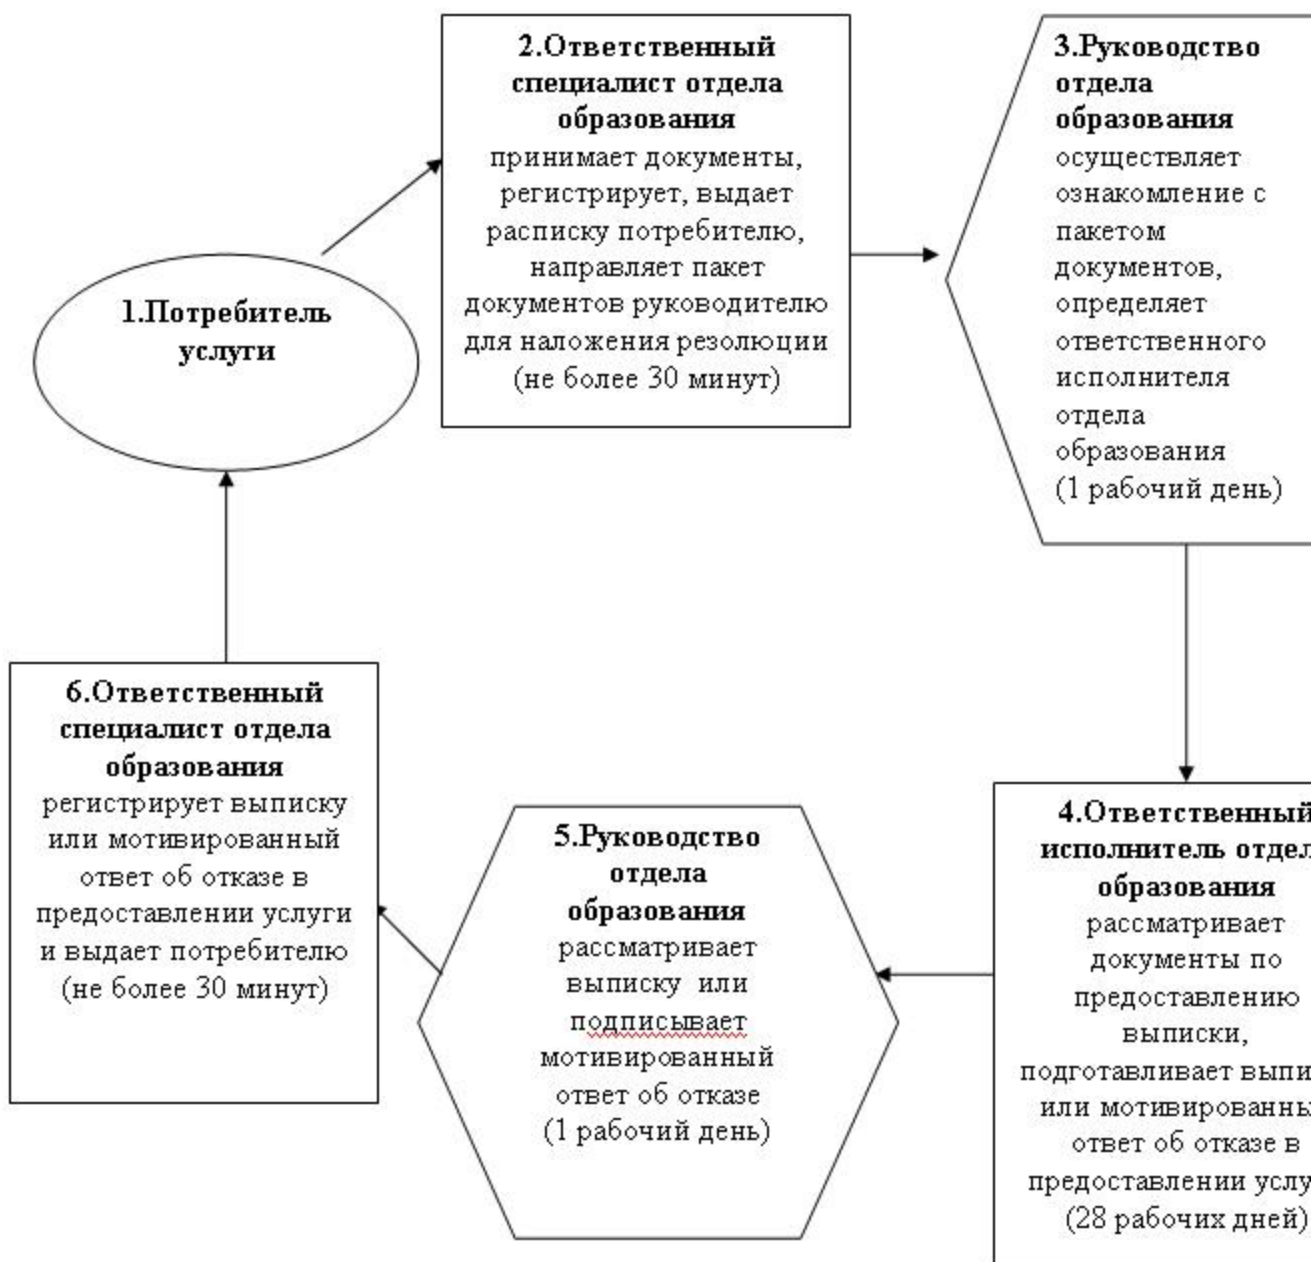 1.Потребитель
услуги
2.Ответственный
специалист отдела
образования
принимает документы,
регистрирует, выдает
расписку потребителю,
направляет пакет
документов руководителю
для наложения резолюции
(не более 30 минут)
3.Руководство
отдела
образования
осуществляет
ознакомление с
пакетом
документов,
определяет
ответственного
исполнителя
отдела
образования
(1 рабочий день)
4.Ответственный
исполнитель отдел
образования
рассматривает
документы по
предоставлению
выписки,
подготавливает выпи
или мотивированны
ответ об отказе в
предоставлении услу
(28 рабочих дней)
5.Руководство
отдела
образования
рассматривает
выписку или
подписывает
мотивированный
ответ об отказе
(1 рабочий день)
6.Ответственный
специалист отдела
образования
регистрирует выписку
или мотивированный
ответ об отказе в
предоставлении услуги
и выдает потребителю
(не более 30 минут)